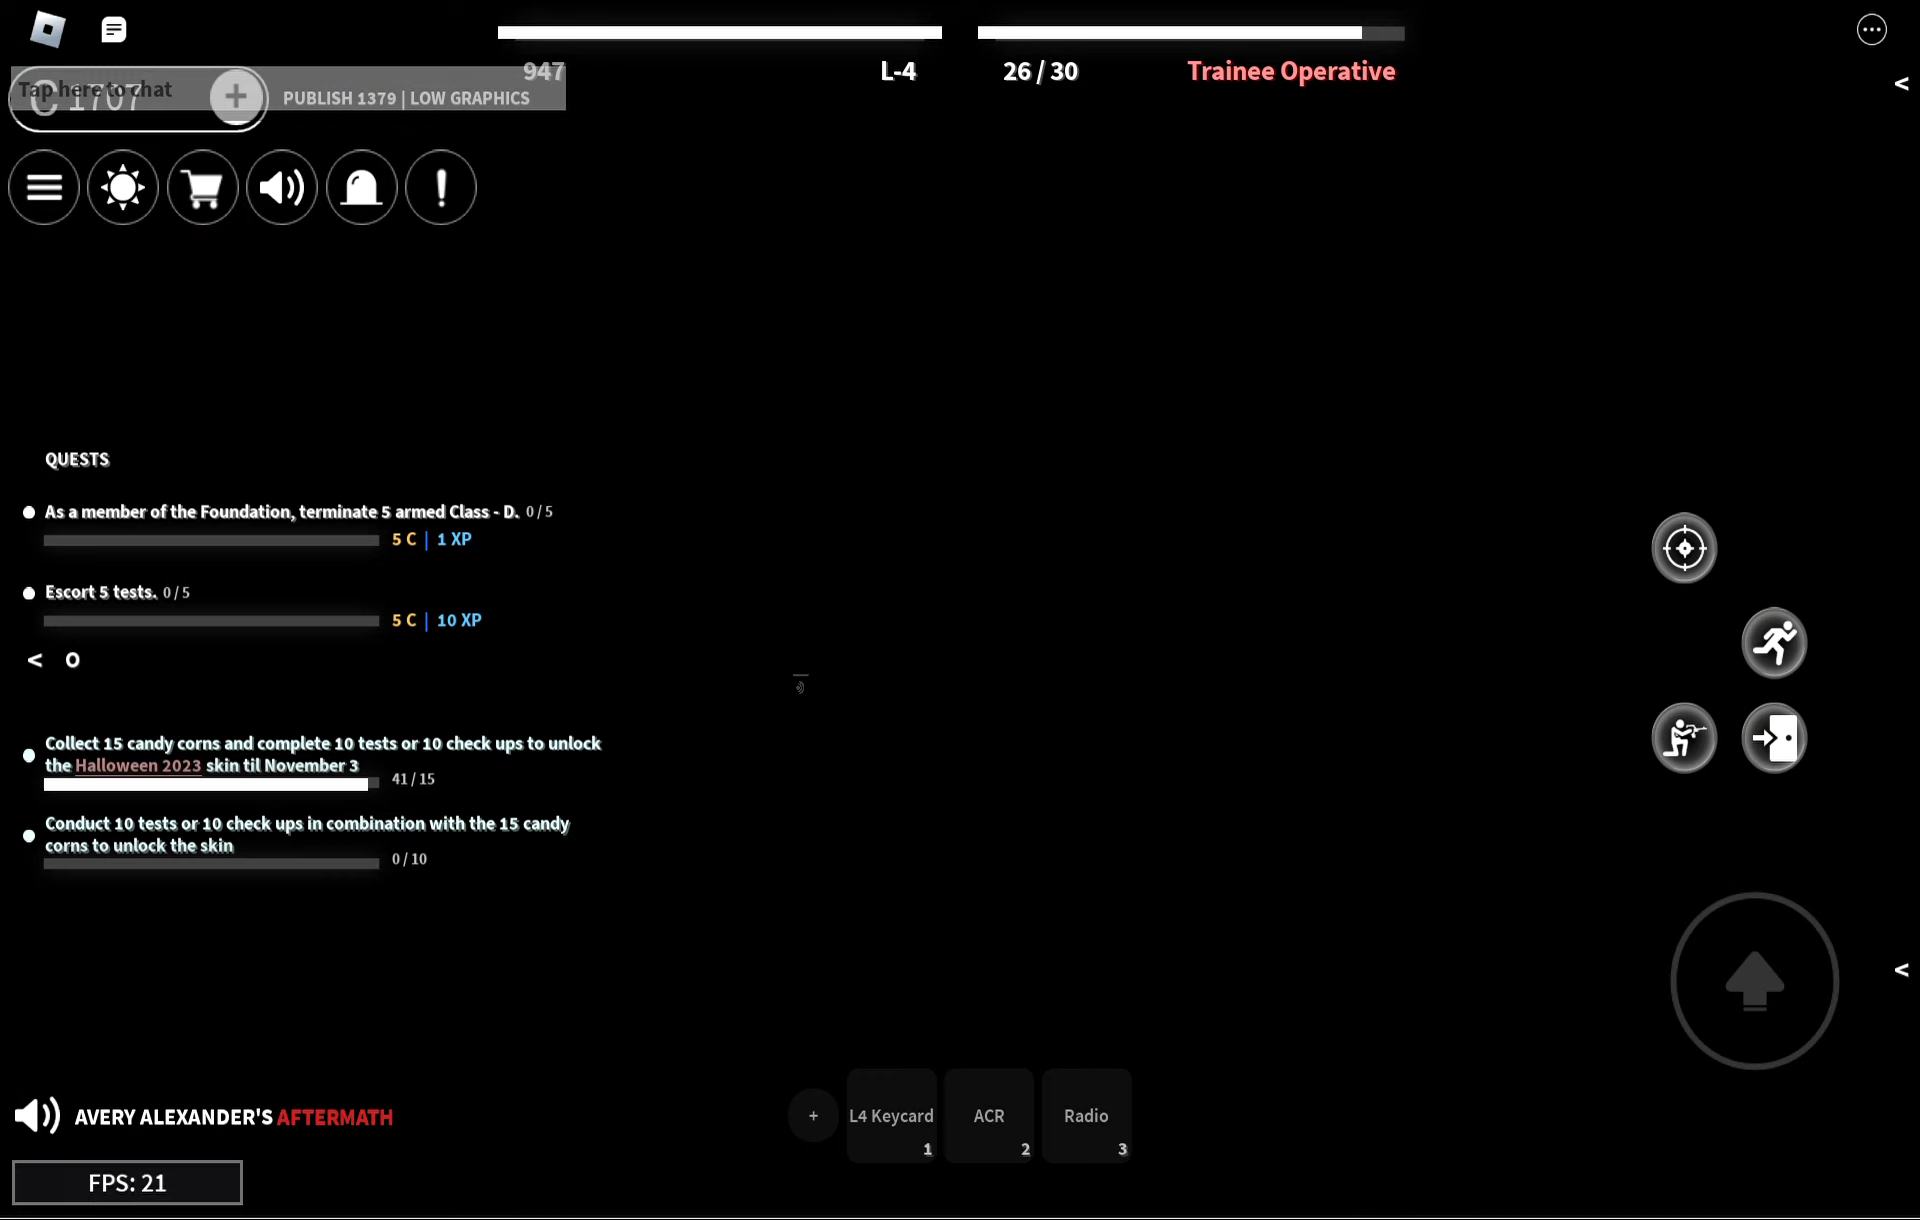 947
L-4
26 / 30
Trainee Operative
<
Tap here to chat
C 1707
+
PUBLISH 1379 | LOW GRAPHICS
QUESTS
As a member of the Foundation, terminate 5 armed Class - D. 0 / 5
5 C | 1 XP
Escort 5 tests. 0 / 5
5 C | 10 XP
< O
Collect 15 candy corns and complete 10 tests or 10 check ups to unlock
the Halloween 2023 skin til November 3
41 / 15
Conduct 10 tests or 10 check ups in combination with the 15 candy
corns to unlock the skin
0 / 10
<
AVERY ALEXANDER'S AFTERMATH
+
L4 Keycard
1
ACR
2
Radio
3
FPS: 21